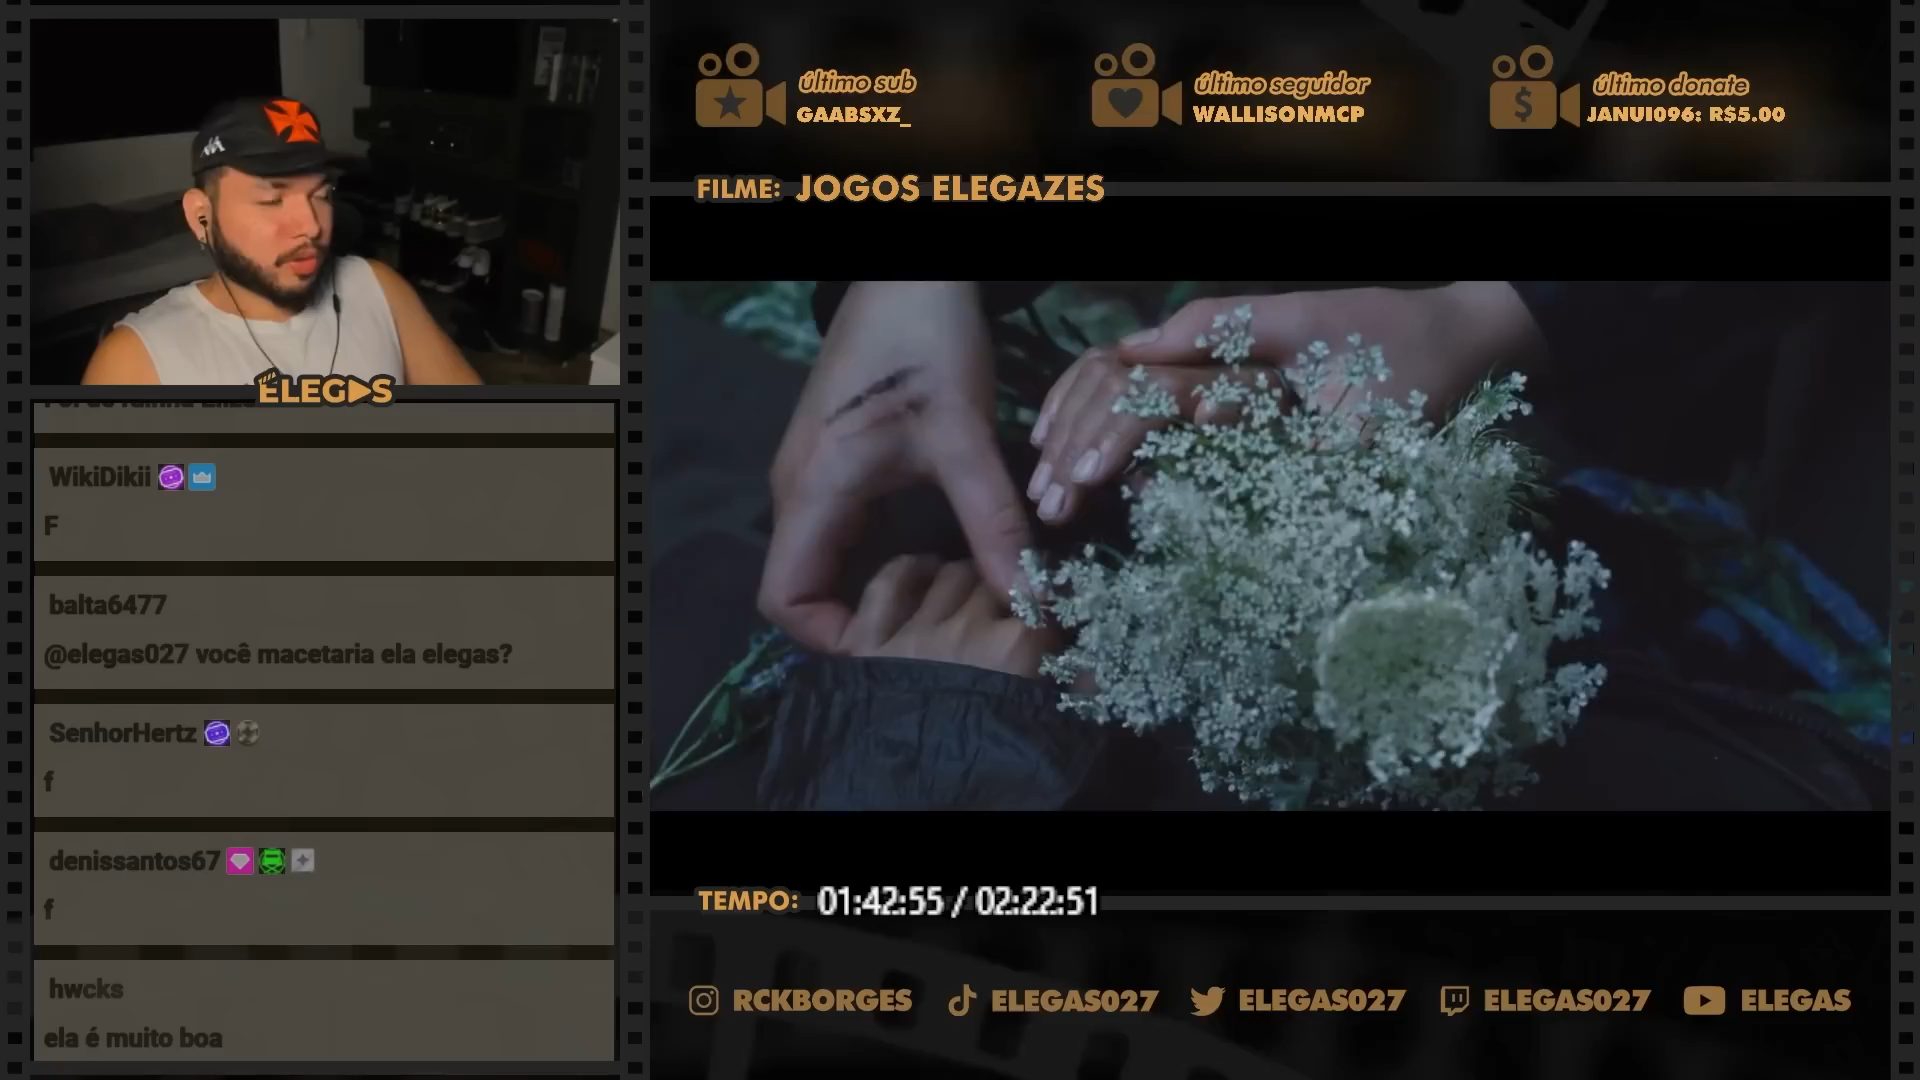 último sub
GAABSXZ_
último seguidor
WALLISONMCP
último donate
JANUI096: R$5.00
FILME: JOGOS ELEGAZES
ELEGAS
WikiDikii
F
balta6477
@elegas027 você macetaria ela elegas?
SenhorHertz
f
denissantos67
f
hwcks
ela é muito boa
TEMPO: 01:42:55 / 02:22:51
RCKBORGES
ELEGAS027
ELEGAS027
ELEGAS027
ELEGAS